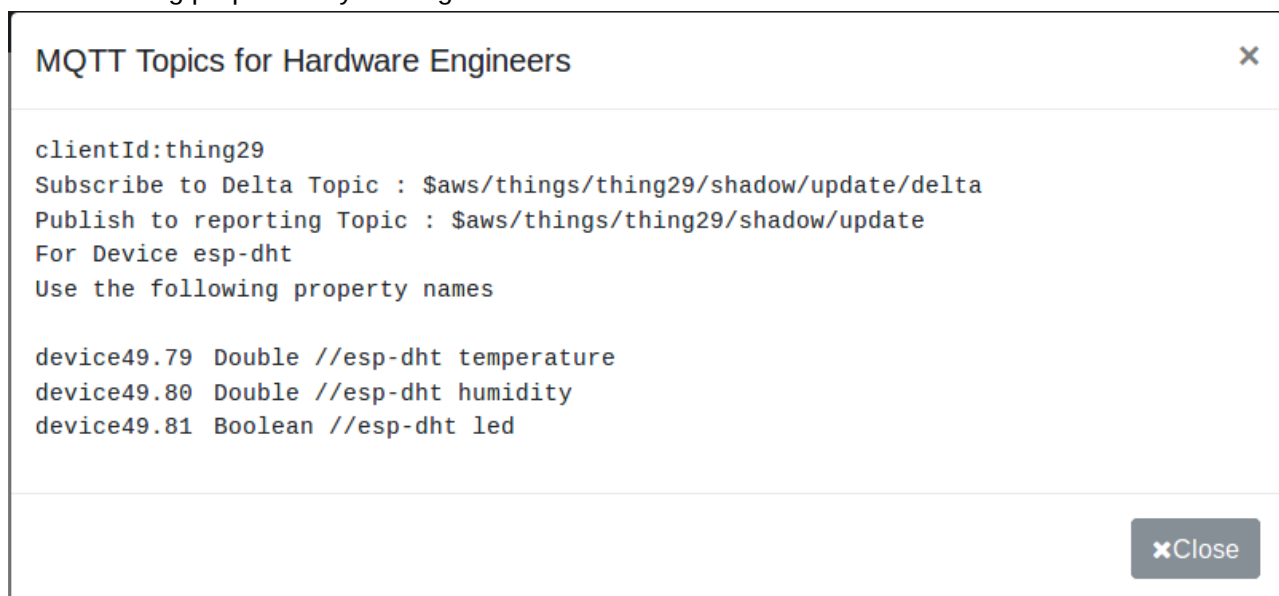 MQTT Topics for Hardware Engineers ×
clientId:thing29
Subscribe to Delta Topic : $aws/things/thing29/shadow/update/delta
Publish to reporting Topic : $aws/things/thing29/shadow/update
For Device esp-dht
Use the following property names
device49.79 Double //esp-dht temperature
device49.80 Double //esp-dht humidity
device49.81 Boolean //esp-dht led
×Close